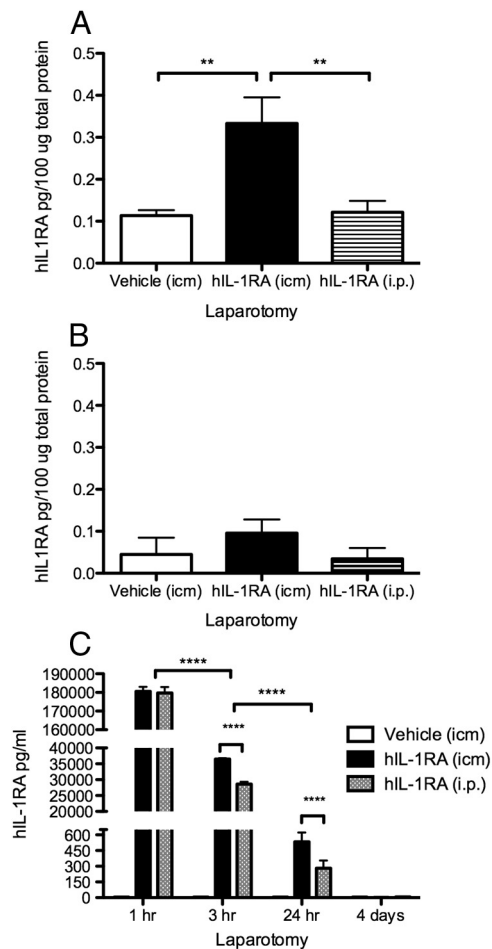 A
hIL1RA pg/100 ug total protein
0.5
0.4
0.3
0.2
0.1
0.0
** **
Vehicle (icm) hIL-1RA (icm) hIL-1RA (i.p.)
Laparotomy
B
hIL1RA pg/100 ug total protein
0.5
0.4
0.3
0.2
0.1
0.0
Vehicle (icm) hIL-1RA (icm) hIL-1RA (i.p.)
Laparotomy
C
hIL-1RA pg/ml
190000
180000
170000
160000
40000
30000
20000
600
450
300
150
0
****
****
****
****
Vehicle (icm)
hIL-1RA (icm)
hIL-1RA (i.p.)
1 hr 3 hr 24 hr 4 days
Laparotomy